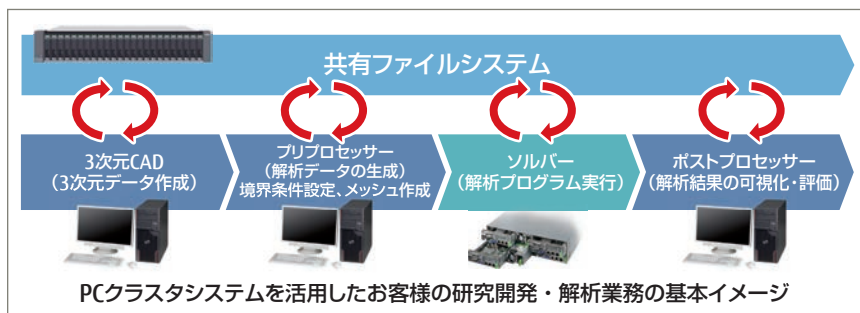 共有ファイルシステム
3次元CAD
（3次元データ作成）
プリプロセッサー
（解析データの生成）
境界条件設定、メッシュ作成
ソルバー
（解析プログラム実行）
ポストプロセッサー
（解析結果の可視化・評価）
PCクラスタシステムを活用したお客様の研究開発・解析業務の基本イメージ